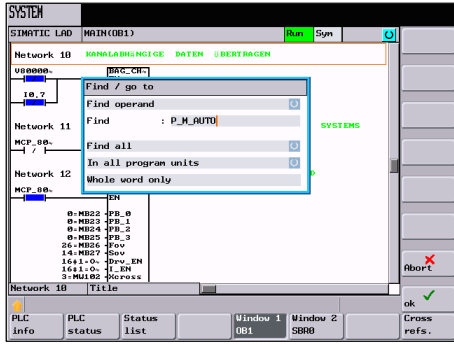 SYSTEM
SIMATIC LAD MAIN(OB1) Run Sym
Network 10 KANALABHÄNGIGE DATEN ÜBERTRAGEN
V80000~ BAG_CH~
I0.7
Find / go to
Find operand
Find : P_M_AUTO
Find all
In all program units
Whole word only
Network 11 SYSTEMS
MCP_80~
Network 12
MCP_80~
EN
0=MB22 PB_0
0=MB23 PB_1
0=MB24 PB_2
0=MB25 PB_3
26=MB26 Fov
14=MB27 Sov
16#1=0~ Drv_EN
16#1=0~ I_EN
3=MW102 Xcross
Network 10 Title
Abort
ok
PLC info
PLC status
Status list
Window 1 OB1
Window 2 SBR0
Cross refs.